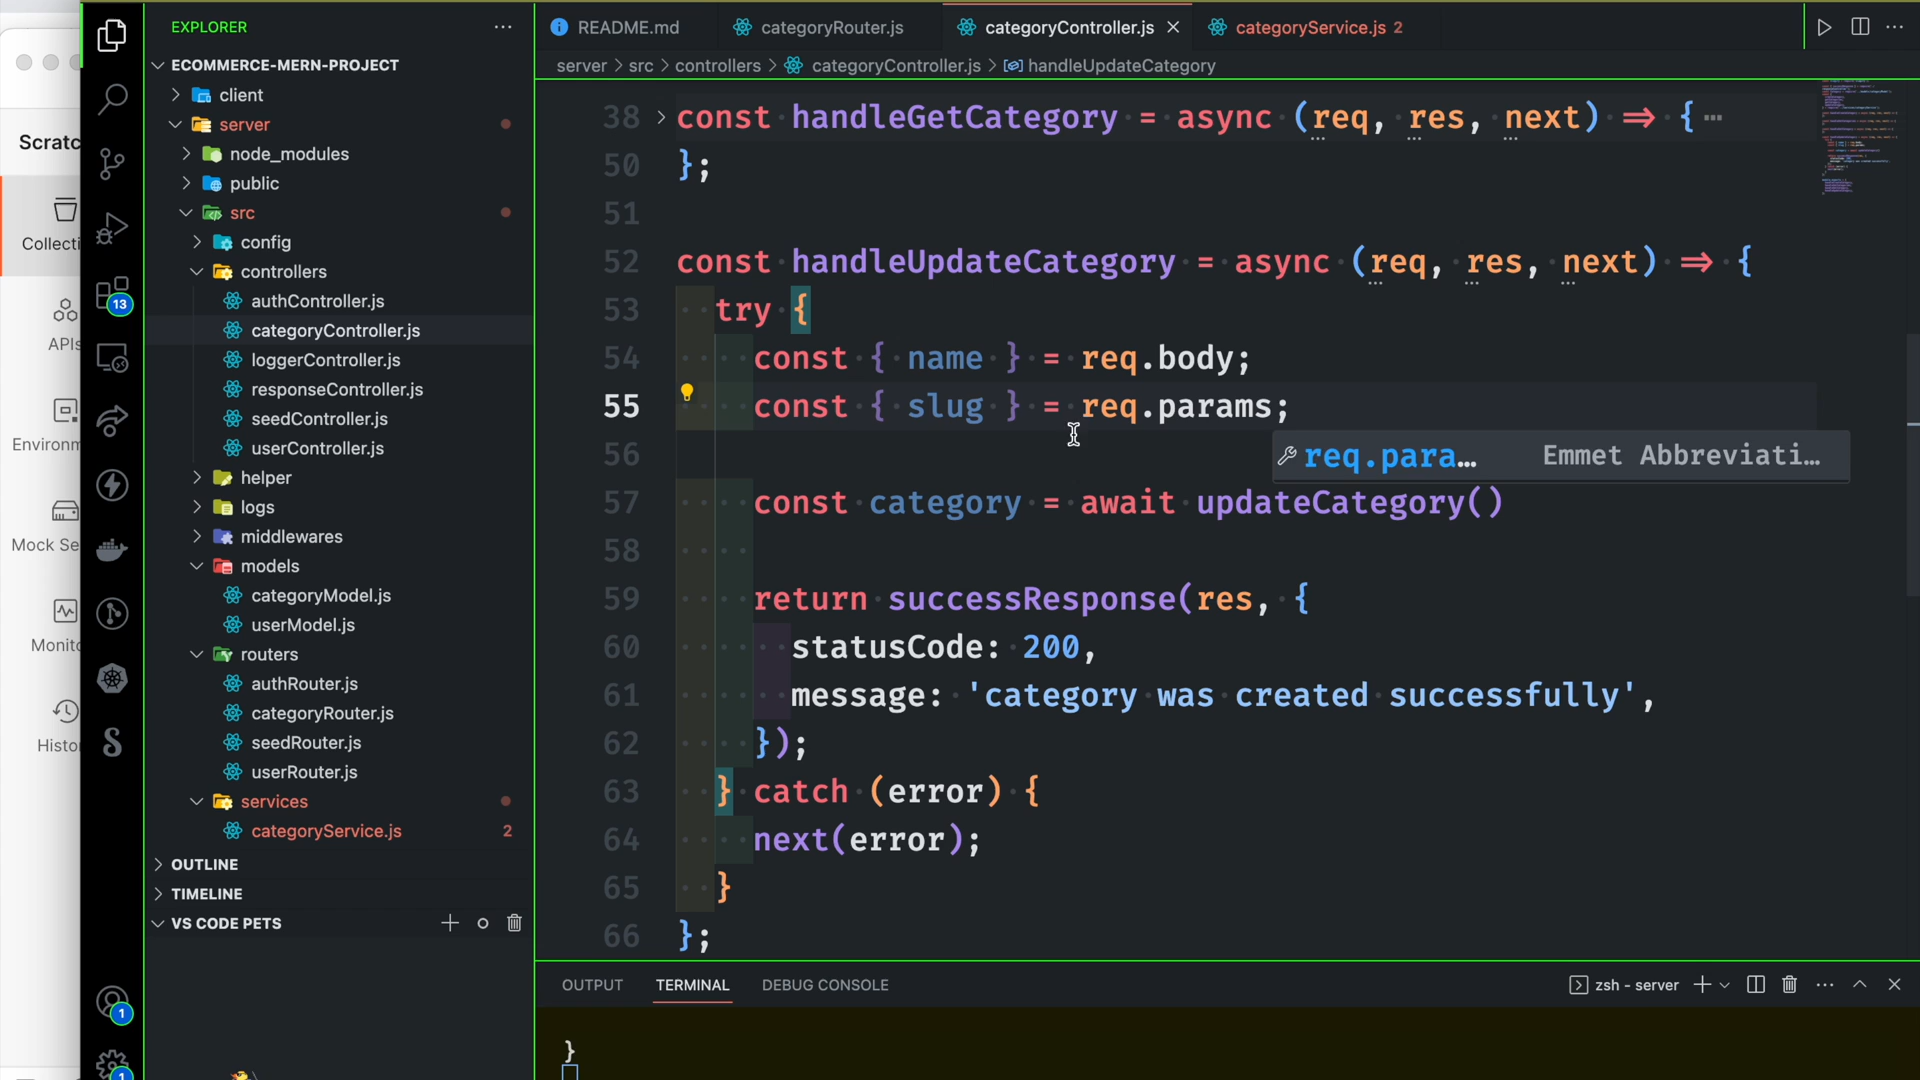 Scratc
Collecti
APIs
Environm
Mock Se
Monito
Histo
13
1
1
EXPLORER
ECOMMERCE-MERN-PROJECT
client
server
node_modules
public
src
config
controllers
authController.js
categoryController.js
loggerController.js
responseController.js
seedController.js
userController.js
helper
logs
middlewares
models
categoryModel.js
userModel.js
routers
authRouter.js
categoryRouter.js
seedRouter.js
userRouter.js
services
categoryService.js 2
OUTLINE
TIMELINE
VS CODE PETS
README.md categoryRouter.js categoryController.js categoryService.js 2
server > src > controllers > categoryController.js > handleUpdateCategory
38 const handleGetCategory = async (req, res, next) => { ...
50 };
51
52 const handleUpdateCategory = async (req, res, next) => {
53 try {
54 const { name } = req.body;
55 const { slug } = req.params;
req.para… Emmet Abbreviati…
56
57 const category = await updateCategory()
58
59 return successResponse(res, {
60 statusCode: 200,
61 message: 'category was created successfully',
62 });
63 } catch (error) {
64 next(error);
65 }
66 };
OUTPUT TERMINAL DEBUG CONSOLE zsh - server
}